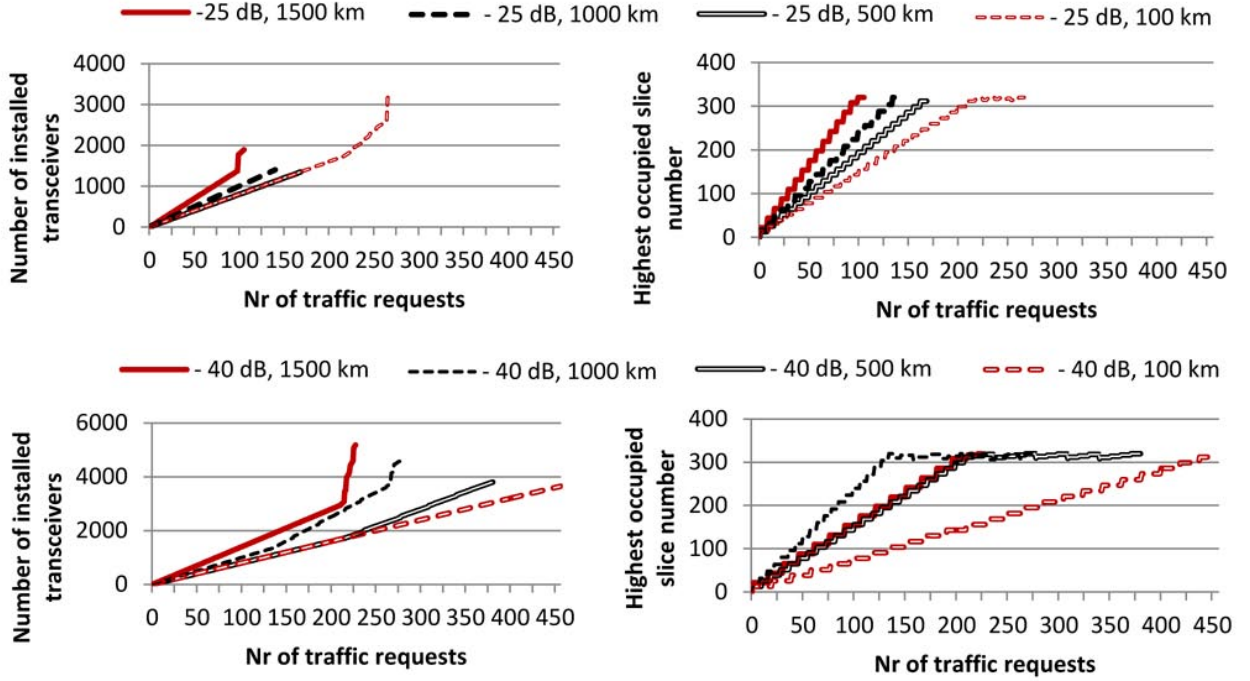 -25 dB, 1500 km
- 25 dB, 1000 km
- 25 dB, 500 km
- 25 dB, 100 km
Number of installed
transceivers
4000
3000
2000
1000
0
0 50 100 150 200 250 300 350 400 450
Nr of traffic requests
Highest occupied slice
number
400
300
200
100
0
0 50 100 150 200 250 300 350 400 450
Nr of traffic requests
- 40 dB, 1500 km
- 40 dB, 1000 km
- 40 dB, 500 km
- 40 dB, 100 km
Number of installed
transceivers
6000
4000
2000
0
0 50 100 150 200 250 300 350 400 450
Nr of traffic requests
Highest occupied
slice number
400
300
200
100
0
0 50 100 150 200 250 300 350 400 450
Nr of traffic requests